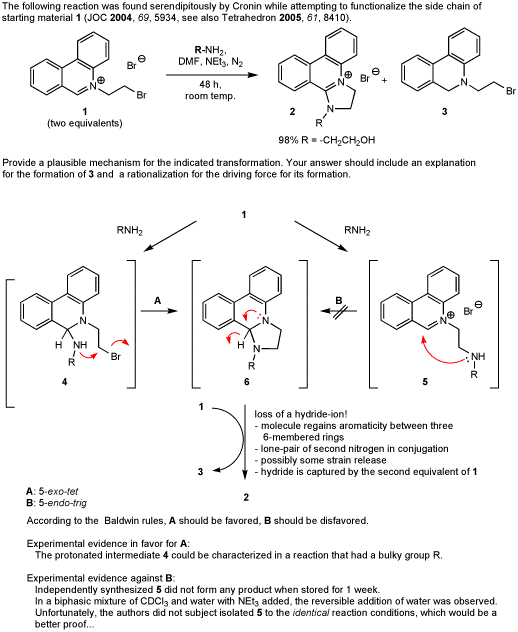 The following reaction was found serendipitously by Cronin while attempting to functionalize the side chain of
starting material 1 (JOC 2004, 69, 5934, see also Tetrahedron 2005, 61, 8410).
R-NH2,
DMF, NEt3, N2
48 h,
room temp.
N
+
Br
⊖
Br
1
(two equivalents)
N
+
Br
⊖
N
R
2
98% R = -CH2CH2OH
+
N
Br
3
Provide a plausible mechanism for the indicated transformation. Your answer should include an explanation
for the formation of 3 and a rationalization for the driving force for its formation.
RNH2
1
RNH2
N
H
NH
Br
R
4
A
N
H
N
R
6
B
N
+
Br
⊖
NH
R
5
1
3
2
loss of a hydride-ion!
- molecule regains aromaticity between three
6-membered rings
- lone-pair of second nitrogen in conjugation
- possibly some strain release
- hydride is captured by the second equivalent of 1
A: 5-exo-tet
B: 5-endo-trig
According to the Baldwin rules, A should be favored, B should be disfavored.
Experimental evidence in favor for A:
The protonated intermediate 4 could be characterized in a reaction that had a bulky group R.
Experimental evidence against B:
Independently synthesized 5 did not form any product when stored for 1 week.
In a biphasic mixture of CDCl3 and water with NEt3 added, the reversible addition of water was observed.
Unfortunately, the authors did not subject isolated 5 to the identical reaction conditions, which would be a
better proof...